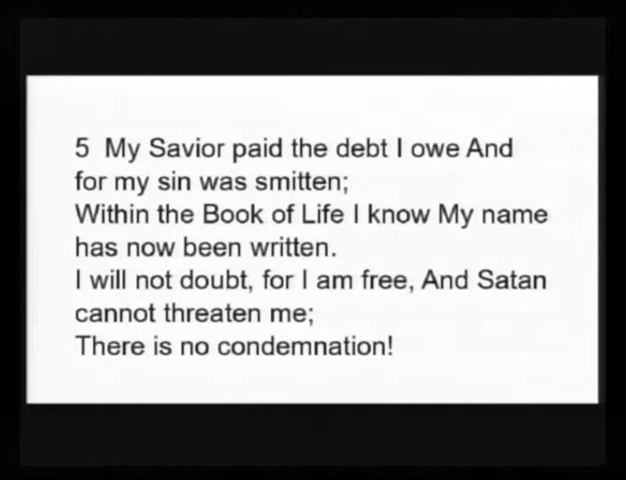 5 My Savior paid the debt I owe And
for my sin was smitten;
Within the Book of Life I know My name
has now been written.
I will not doubt, for I am free, And Satan
cannot threaten me;
There is no condemnation!